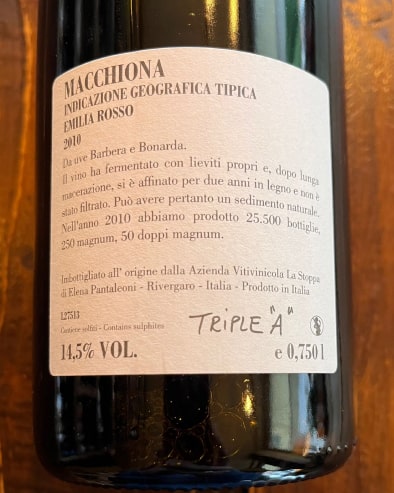 MACCHIONA
INDICAZIONE GEOGRAFICA TIPICA
EMILIA ROSSO
2010
Da uve Barbera e Bonarda.
Il vino ha fermentato con lieviti propri e, dopo lunga
macerazione, si è affinato per due anni in legno e non è
stato filtrato. Può avere pertanto un sedimento naturale.
Nell'anno 2010 abbiamo prodotto 25.500 bottiglie,
250 magnum, 50 doppi magnum.
Imbottigliato all' origine dalla Azienda Vitivinicola La Stoppa
di Elena Pantaleoni - Rivergaro - Italia - Prodotto in Italia
L27513
Contiene solfiti - Contains sulphites
TRiPLE "A"
14,5% VOL.
e 0,750 l